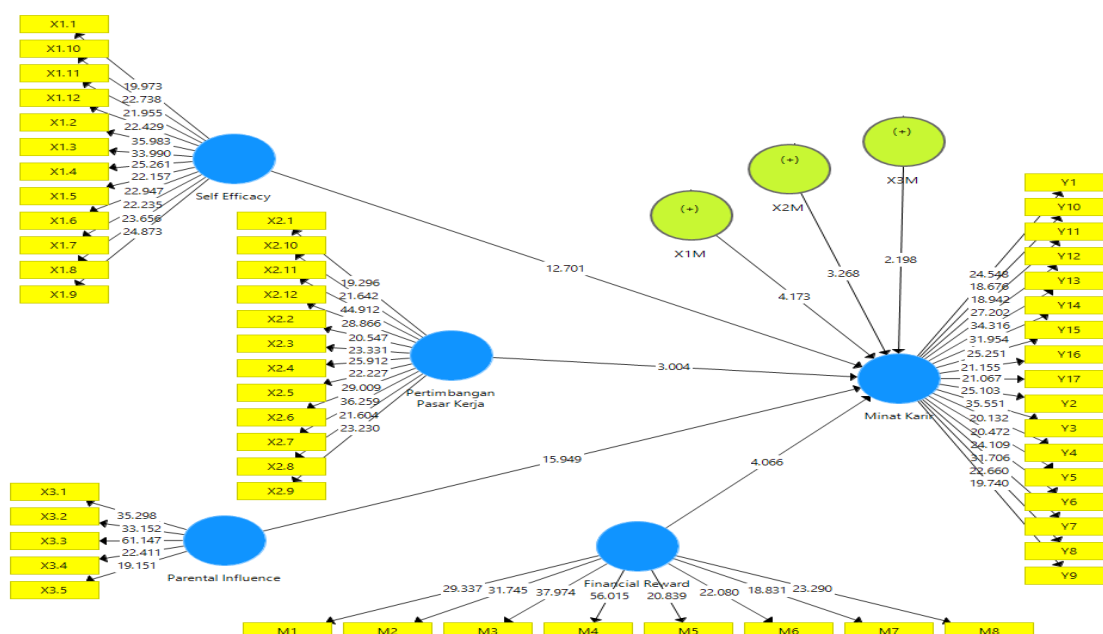 X1.1
X1.10
X1.11
X1.12
X1.2
X1.3
X1.4
X1.5
X1.6
X1.7
X1.8
X1.9
19.973
22.738
21.955
22.429
35.983
33.990
25.261
22.157
22.947
22.235
23.656
24.873
Self Efficacy
X2.1
X2.10
X2.11
X2.12
X2.2
X2.3
X2.4
X2.5
X2.6
X2.7
X2.8
X2.9
19.296
21.642
44.912
28.866
20.547
23.331
25.912
22.227
29.009
36.259
21.604
23.230
Pertimbangan
Pasar Kerja
X3.1
X3.2
X3.3
X3.4
X3.5
35.298
33.152
61.147
22.411
19.151
Parental Influence
12.701
3.004
15.949
4.066
(+)
X1M
4.173
(+)
X2M
3.268
(+)
X3M
2.198
Minat Karir
24.548
18.676
18.942
27.202
34.316
31.954
25.251
21.155
21.067
25.103
35.551
20.132
20.472
24.109
31.706
22.660
19.740
Y1
Y10
Y11
Y12
Y13
Y14
Y15
Y16
Y17
Y2
Y3
Y4
Y5
Y6
Y7
Y8
Y9
Financial Reward
29.337
31.745
37.974
56.015
20.839
22.080
18.831
23.290
M1
M2
M3
M4
M5
M6
M7
M8